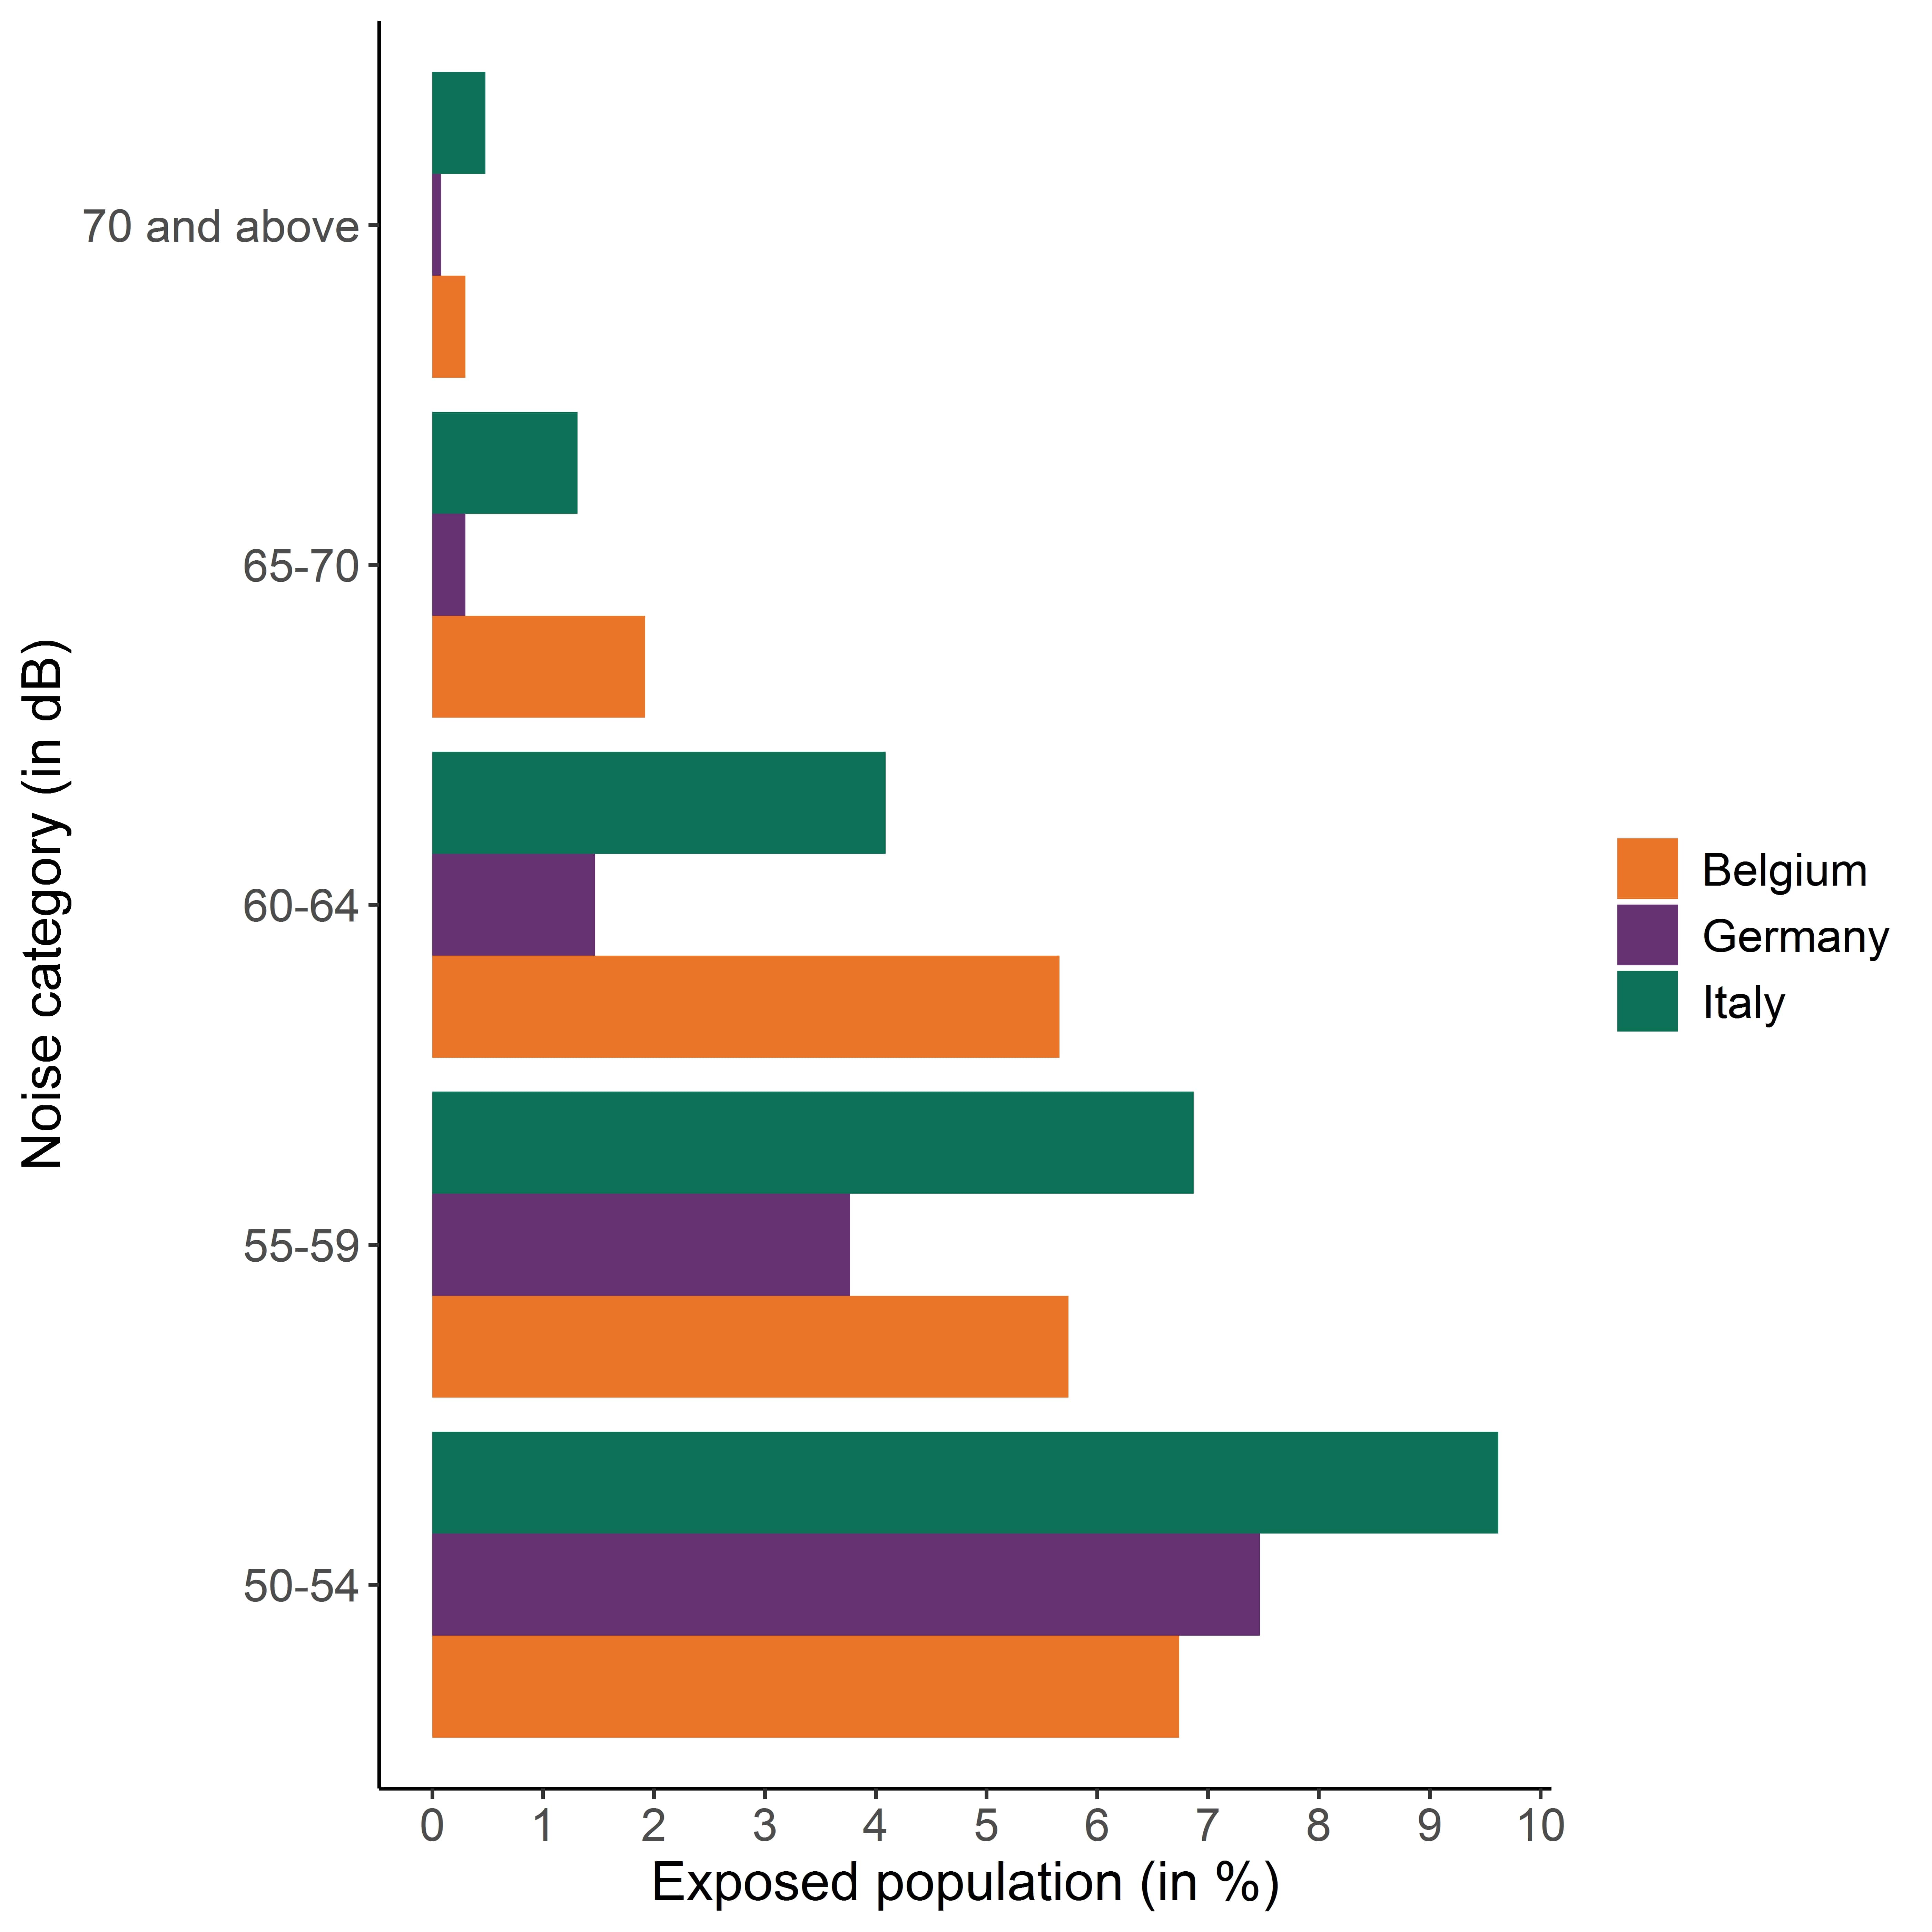 Noise category (in dB)
70 and above
65-70
60-64
55-59
50-54
0 1 2 3 4 5 6 7 8 9 10
Exposed population (in %)
Belgium
Germany
Italy